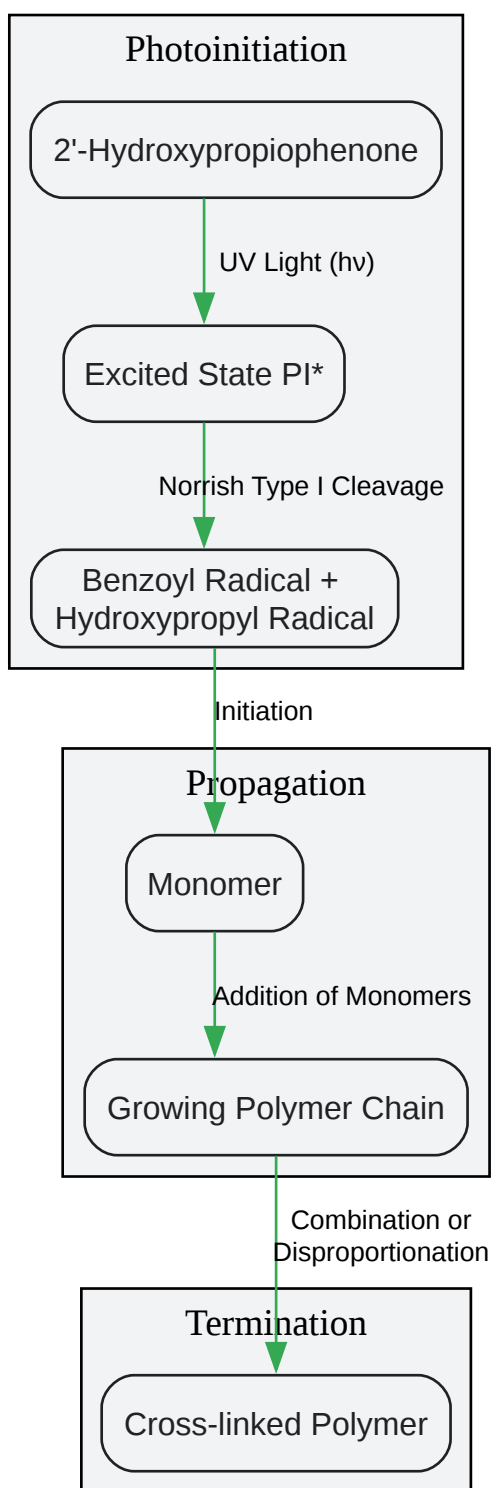 Photoinitiation
2'-Hydroxypropiophenone
UV Light (hν)
Excited State PI*
Norrish Type I Cleavage
Benzoyl Radical +
Hydroxypropyl Radical
Initiation
Propagation
Monomer
Addition of Monomers
Growing Polymer Chain
Combination or
Disproportionation
Termination
Cross-linked Polymer